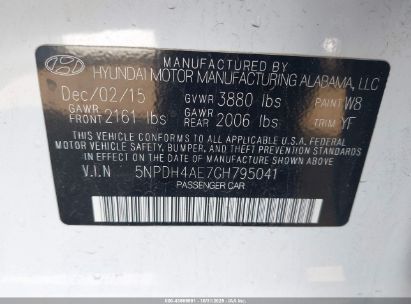 MANUFACTURED BY
HYUNDAI MOTOR MANUFACTURING ALABAMA, LLC
Dec/02/15 GVWR 3880 lbs PAINT W8
GAWR FRONT 2161 lbs GAWR REAR 2006 lbs TRIM YF
THIS VEHICLE CONFORMS TO ALL APPLICABLE U.S.A FEDERAL
MOTOR VEHICLE SAFETY, BUMPER, AND THEFT PREVENTION
STANDARDS IN EFFECT ON THE DATE OF MANUFACTURE SHOWN ABOVE.
V.I.N 5NPDH4AE7GH795041
PASSENGER CAR